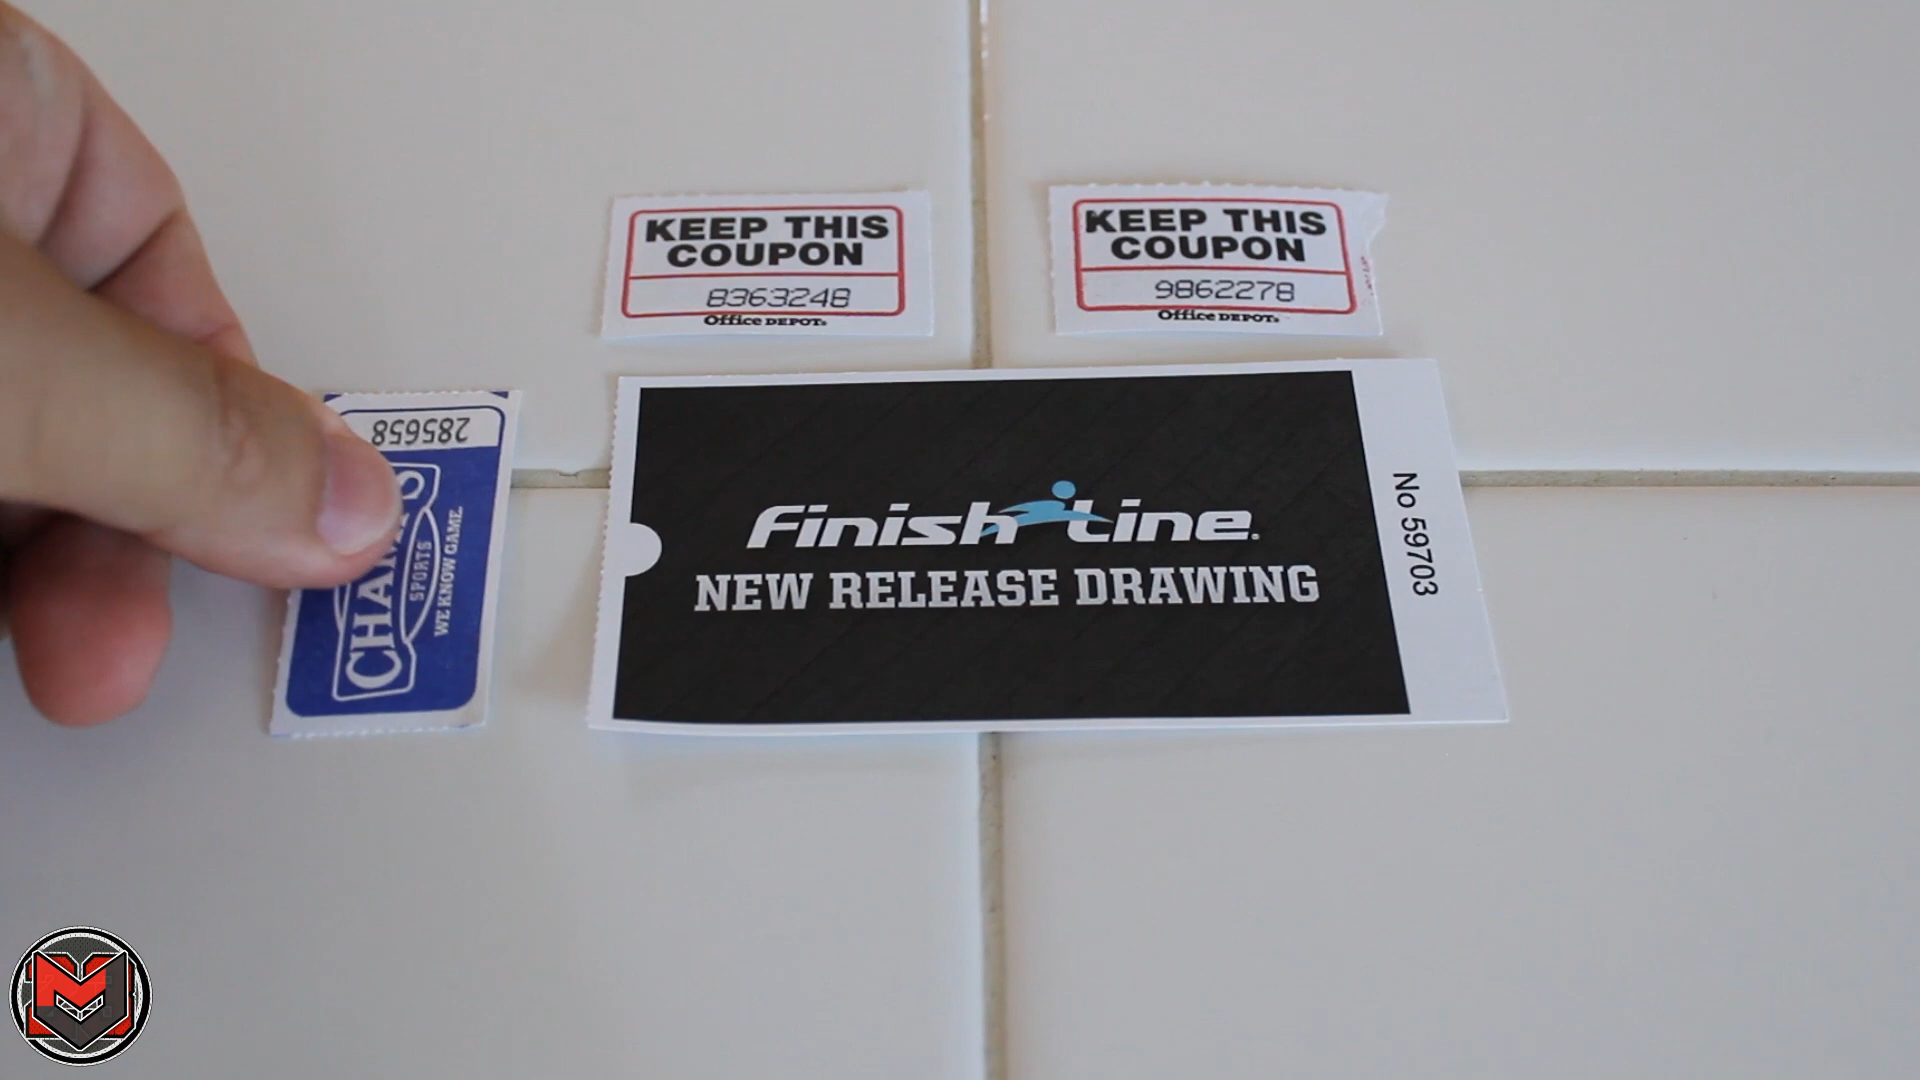 KEEP THIS
COUPON
8363248
Office DEPOT®
KEEP THIS
COUPON
9862278
Office DEPOT®
285658
CHAMPS
SPORTS
WE KNOW GAME.
Finish Line®
NEW RELEASE DRAWING
No 59703